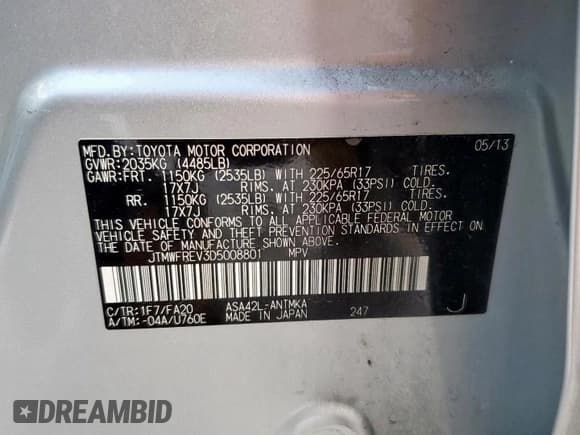 MFD.BY:TOYOTA MOTOR CORPORATION 05/13
GVWR:2035KG (4485LB)
GAWR:FRT. 1150KG (2535LB) WITH 225/65R17 TIRES.
17X7J RIMS. AT 230KPA (33PSI) COLD.
RR. 1150KG (2535LB) WITH 225/65R17 TIRES.
17X7J RIMS. AT 230KPA (33PSI) COLD.
THIS VEHICLE CONFORMS TO ALL APPLICABLE FEDERAL MOTOR
VEHICLE SAFETY AND THEFT PREVENTION STANDARDS IN EFFECT
ON THE DATE OF MANUFACTURE SHOWN ABOVE.
JTMWFREV3D5008801 MPV
C/TR:1F7/FA20 ASA42L-ANTMKA
A/TM:-04A/U760E MADE IN JAPAN 247 J
DREAMBID